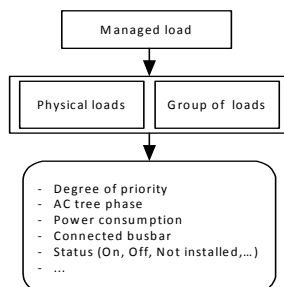 Managed load
Physical loads
Group of loads
- Degree of priority
- AC tree phase
- Power consumption
- Connected busbar
- Status (On, Off, Not installed,...)
- ...